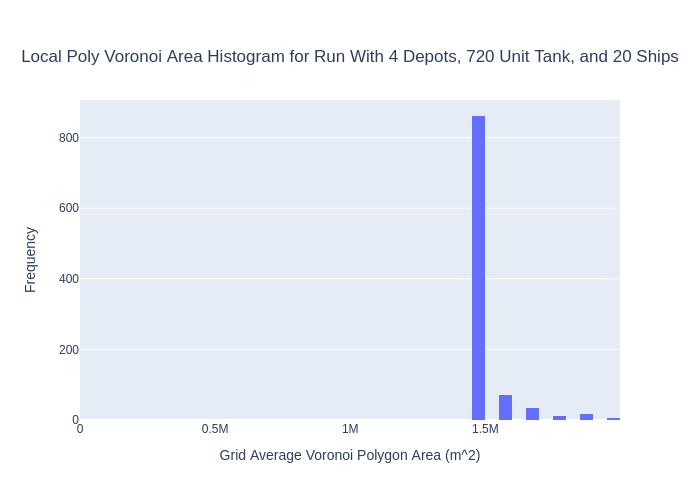 Local Poly Voronoi Area Histogram for Run With 4 Depots, 720 Unit Tank, and 20 Ships
800
600
400
200
0
Frequency
0 0.5M 1M 1.5M
Grid Average Voronoi Polygon Area (m^2)